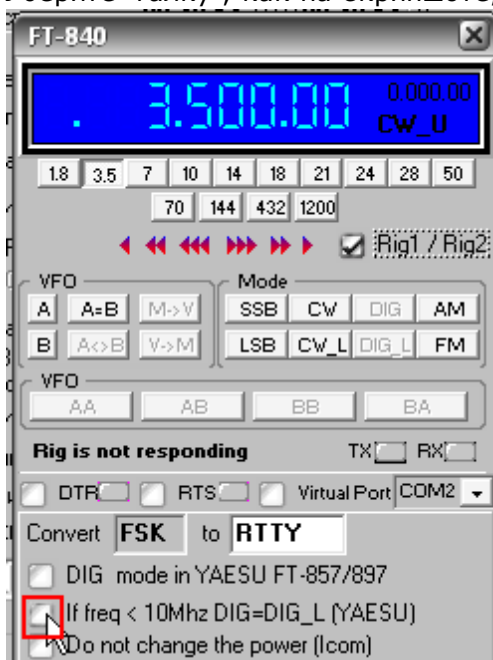 FT-840
0.000.00
. 3.500.00 CW_U
1.8 3.5 7 10 14 18 21 24 28 50
70 144 432 1200
Rig1 / Rig2
VFO Mode
A A=B M->V SSB CW DIG AM
B A<>B V->M LSB CW_L DIG_L FM
VFO
AA AB BB BA
Rig is not responding TX RX
DTR RTS Virtual Port COM2
Convert FSK to RTTY
DIG mode in YAESU FT-857/897
If freq < 10Mhz DIG=DIG_L (YAESU)
Do not change the power (Icom)